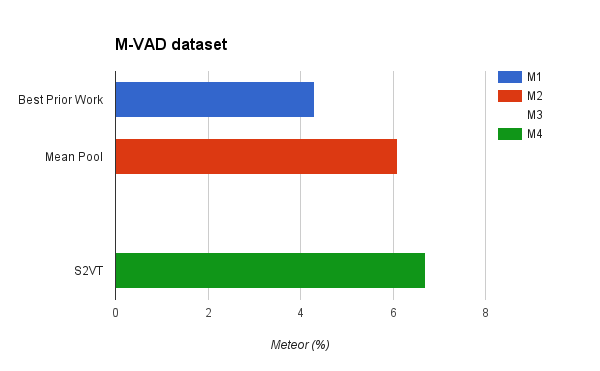 M-VAD dataset
Best Prior Work
Mean Pool
S2VT
0 2 4 6 8
Meteor (%)
M1
M2
M3
M4